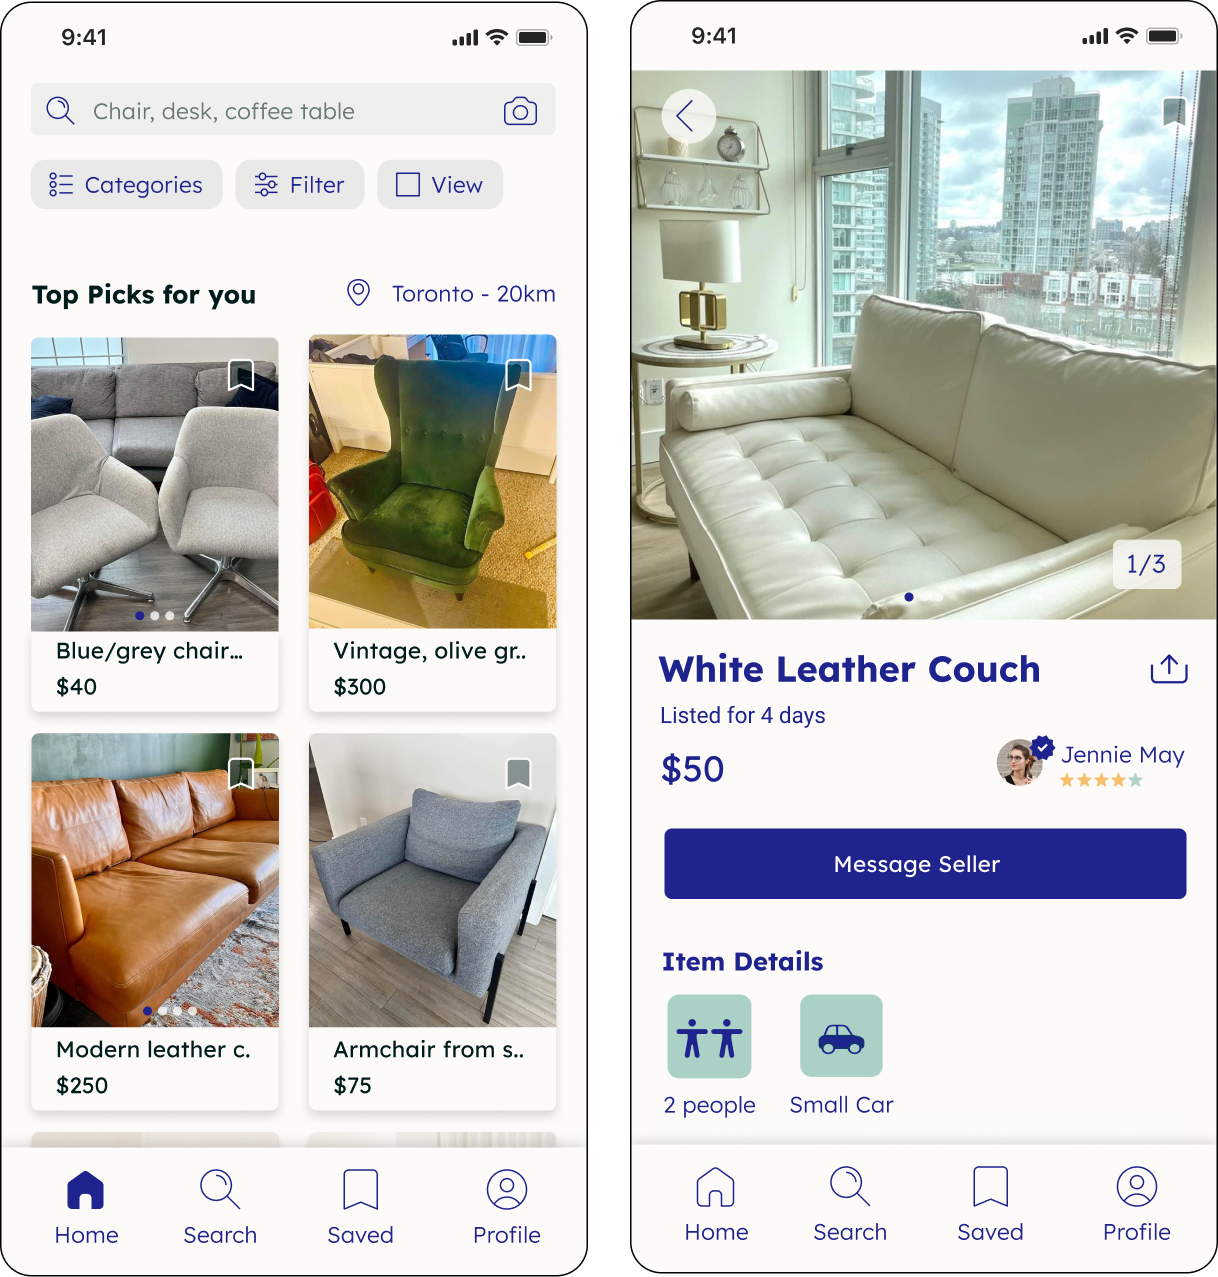 9:41
Chair, desk, coffee table
Categories
Filter
View
Top Picks for you
Toronto - 20km
Blue/grey chair...
$40
Vintage, olive gr..
$300
Modern leather c.
$250
Armchair from s..
$75
Home
Search
Saved
Profile
9:41
1/3
White Leather Couch
Listed for 4 days
$50
Jennie May
Message Seller
Item Details
2 people
Small Car
Home
Search
Saved
Profile